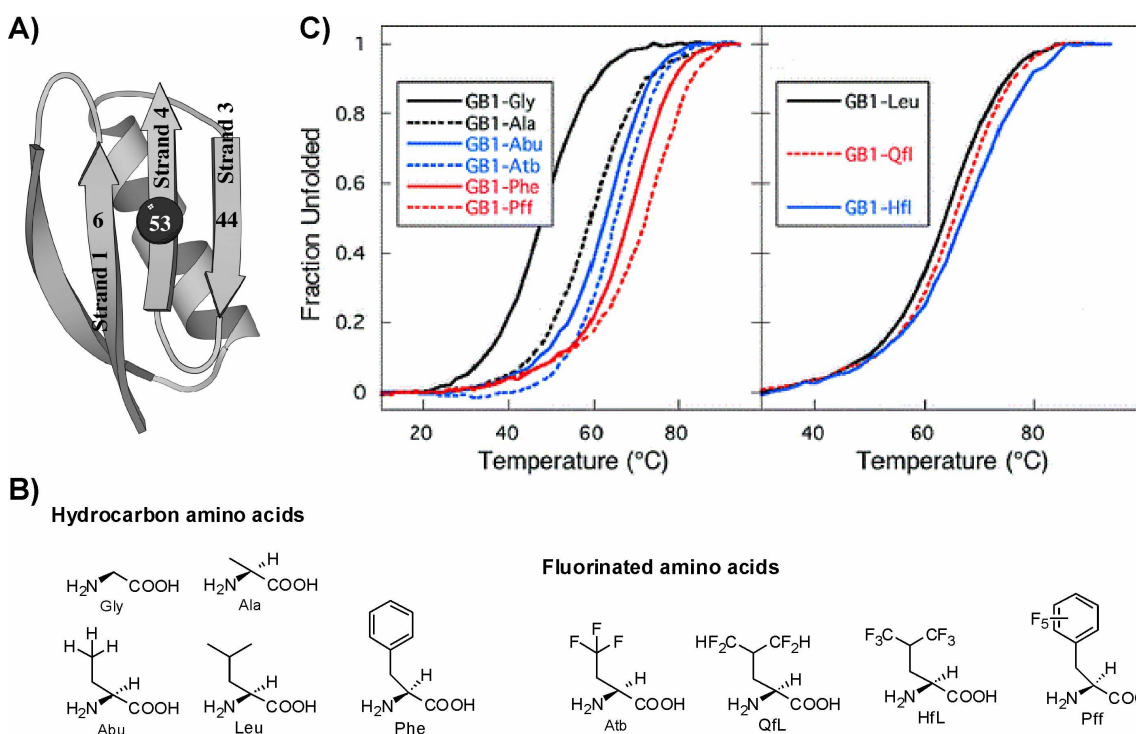 A)
Strand 1
6
Strand 4
53
Strand 3
44
C)
Fraction Unfolded
1
0.8
0.6
0.4
0.2
0
GB1-Gly
GB1-Ala
GB1-Abu
GB1-Atb
GB1-Phe
GB1-Pff
20 40 60 80
Temperature (°C)
GB1-Leu
GB1-Qfl
GB1-Hfl
40 60 80
Temperature (°C)
B)
Hydrocarbon amino acids
H2N COOH
Gly
H
H2N COOH
Ala
H
H H
H
H2N COOH
Abu
H
H2N COOH
Leu
H
H2N COOH
Phe
Fluorinated amino acids
F
F F
H
H2N COOH
Atb
HF2C CF2H
H
H2N COOH
QfL
F3C CF3
H
H2N COOH
HfL
F5
H
H2N
Pff